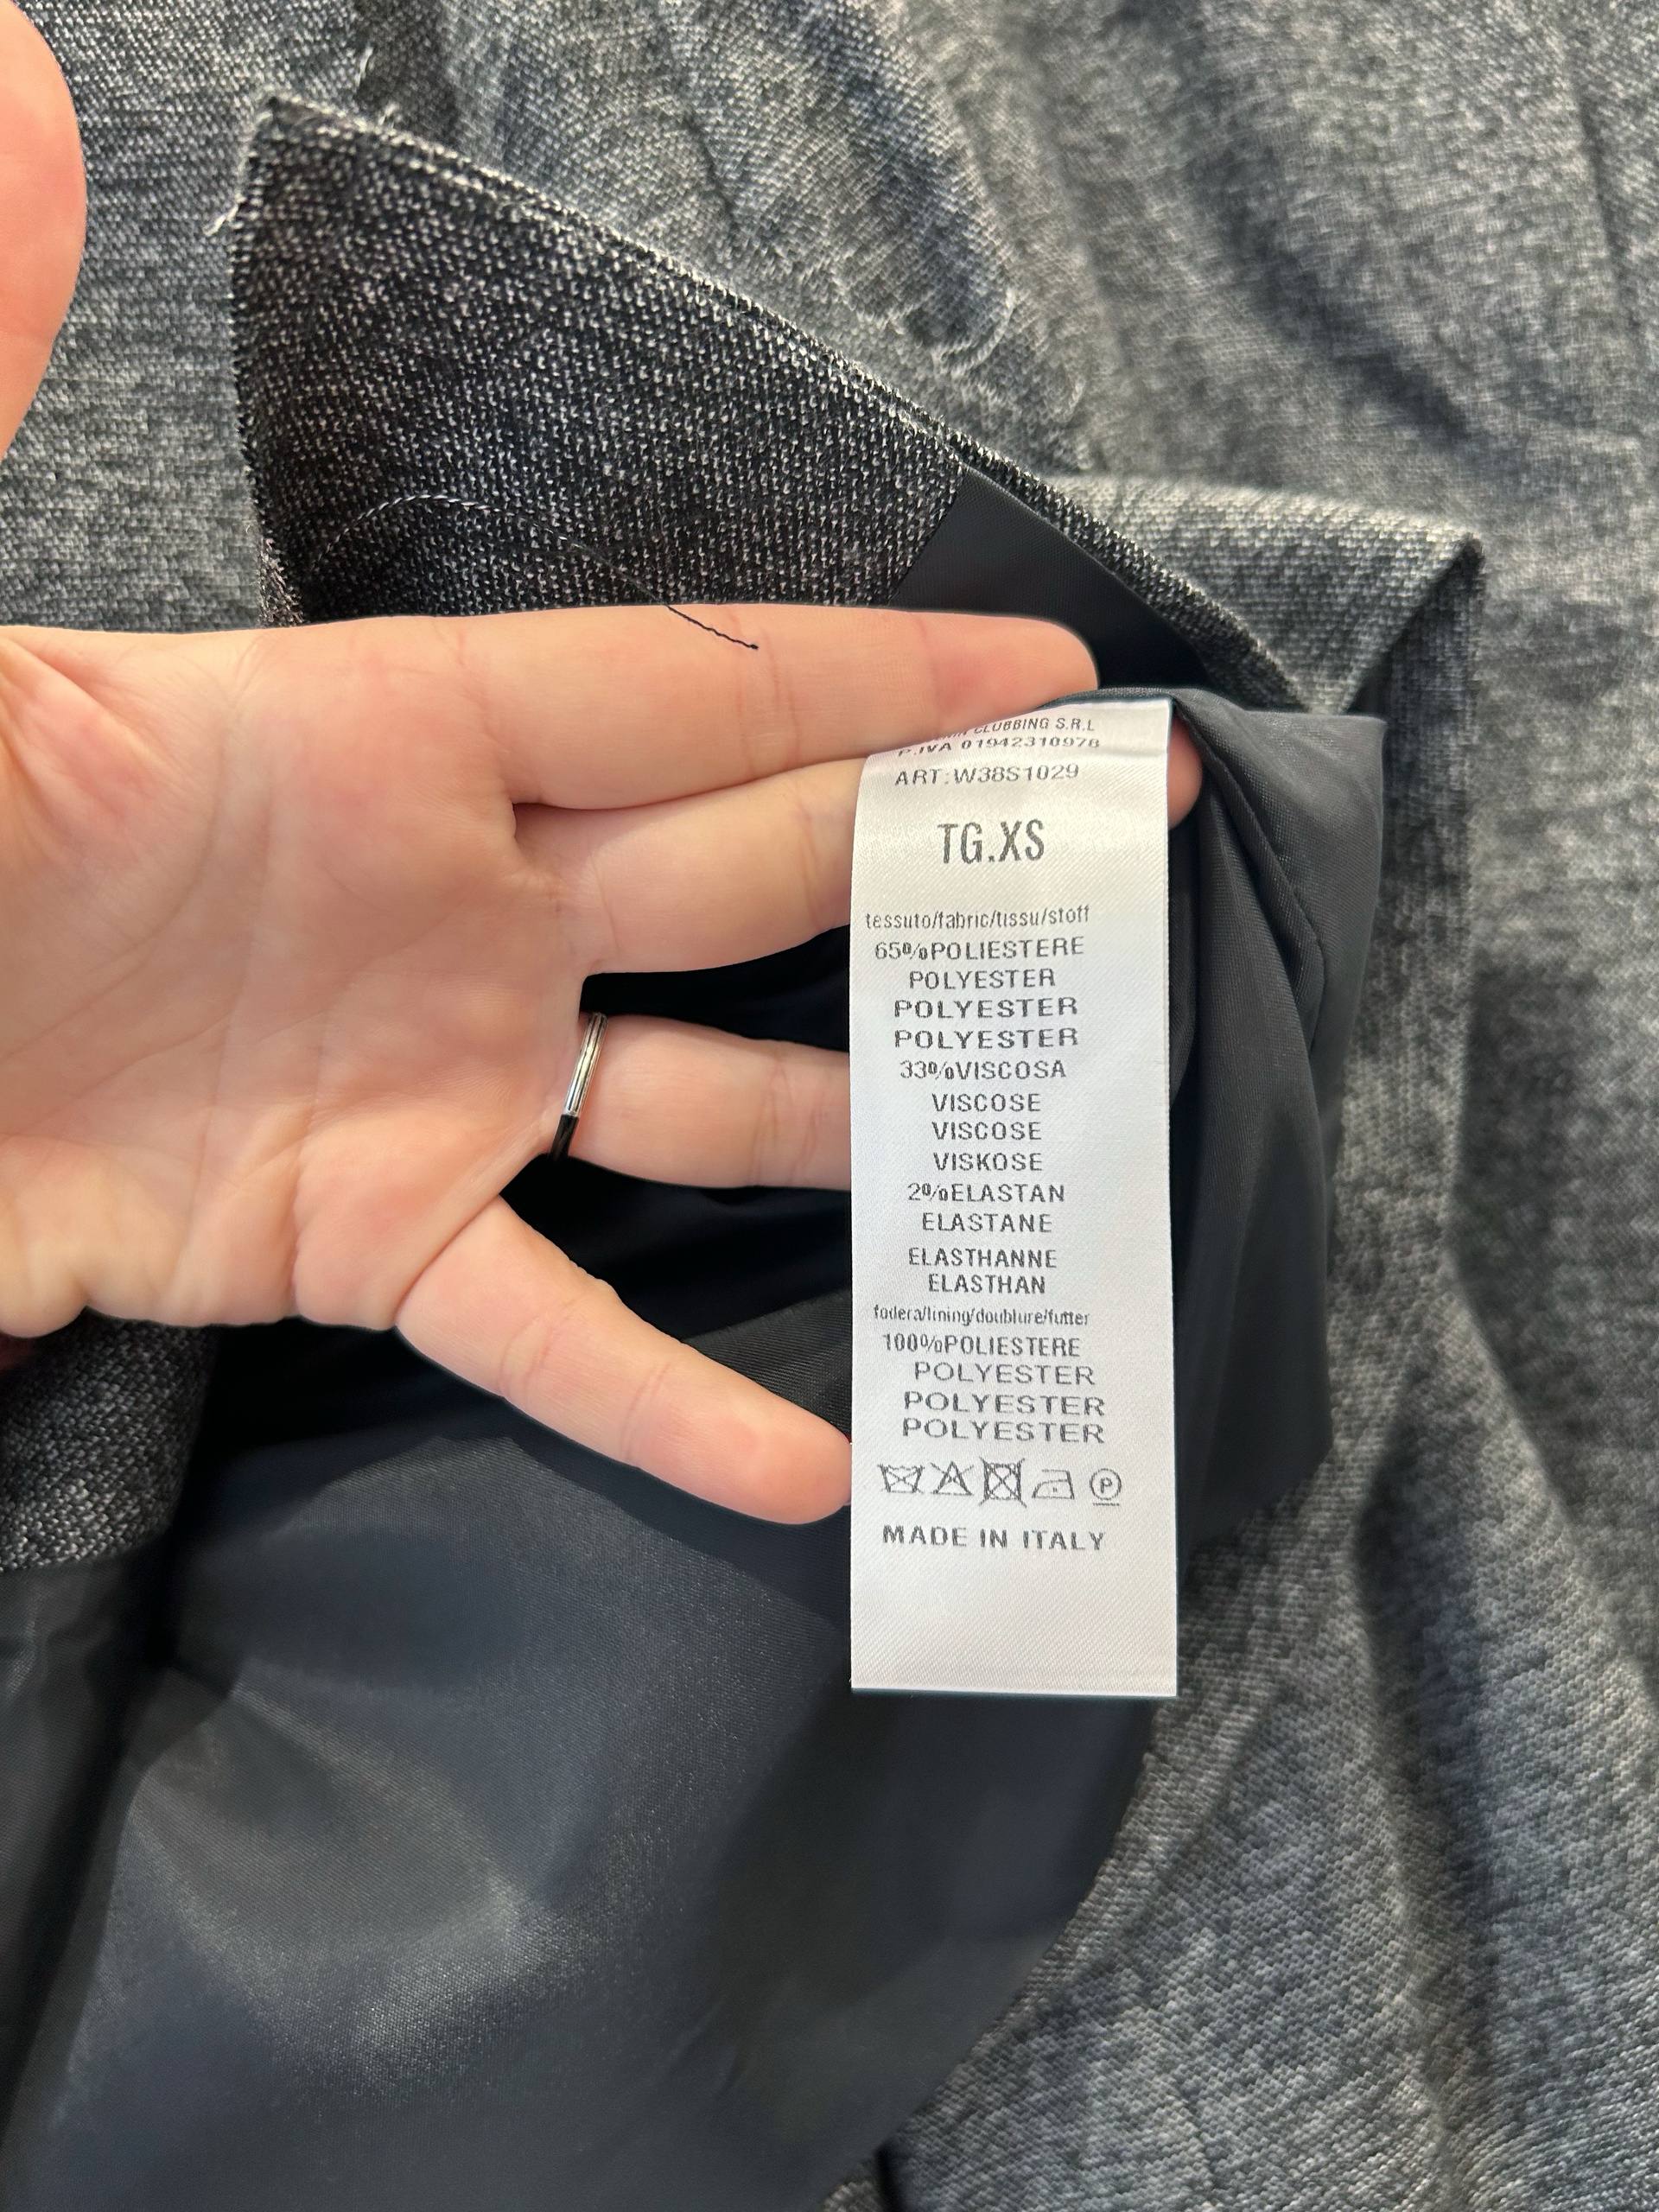 CLUBBING S.R.L
P.IVA 01942310978
ART:W38S1029
TG.XS
tessuto/fabric/tissu/stoff
65%POLIESTERE
POLYESTER
POLYESTER
POLYESTER
33%VISCOSA
VISCOSE
VISCOSE
VISKOSE
2%ELASTAN
ELASTANE
ELASTHANNE
ELASTHAN
fodera/lining/doublure/futter
100%POLIESTERE
POLYESTER
POLYESTER
POLYESTER
P
MADE IN ITALY